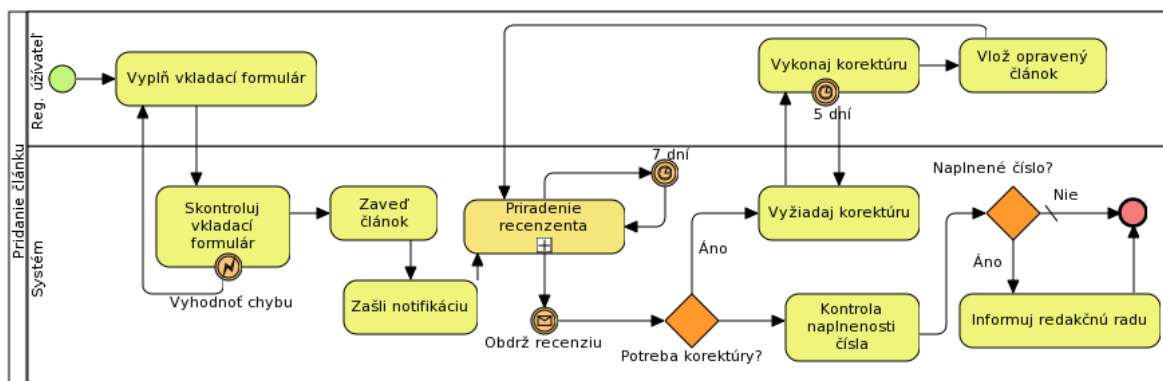 Pridanie článku
Reg. úžívateľ
Vyplň vkladací formulár
Vykonaj korektúru
5 dní
Vlož opravený
článok
Systém
Skontroluj
vkladací
formulár
Vyhodnoť chybu
Zaveď
článok
Zašli notifikáciu
Priradenie
recenzenta
7 dní
Obdrž recenziu
Potreba korektúry?
Áno
Vyžiadaj korektúru
Kontrola
naplnenosti
čísla
Naplnené číslo?
Nie
Áno
Informuj redakčnú radu